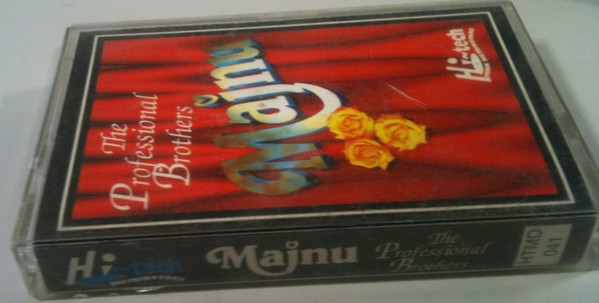 The
Professional
Brothers
Majnu
Hi-tech
Hi-tech
Majnu
The
Professional
Brothers
HTMD
041